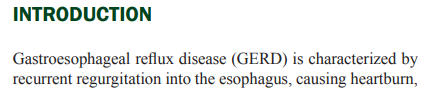 INTRODUCTION
Gastroesophageal reflux disease (GERD) is characterized by
recurrent regurgitation into the esophagus, causing heartburn,